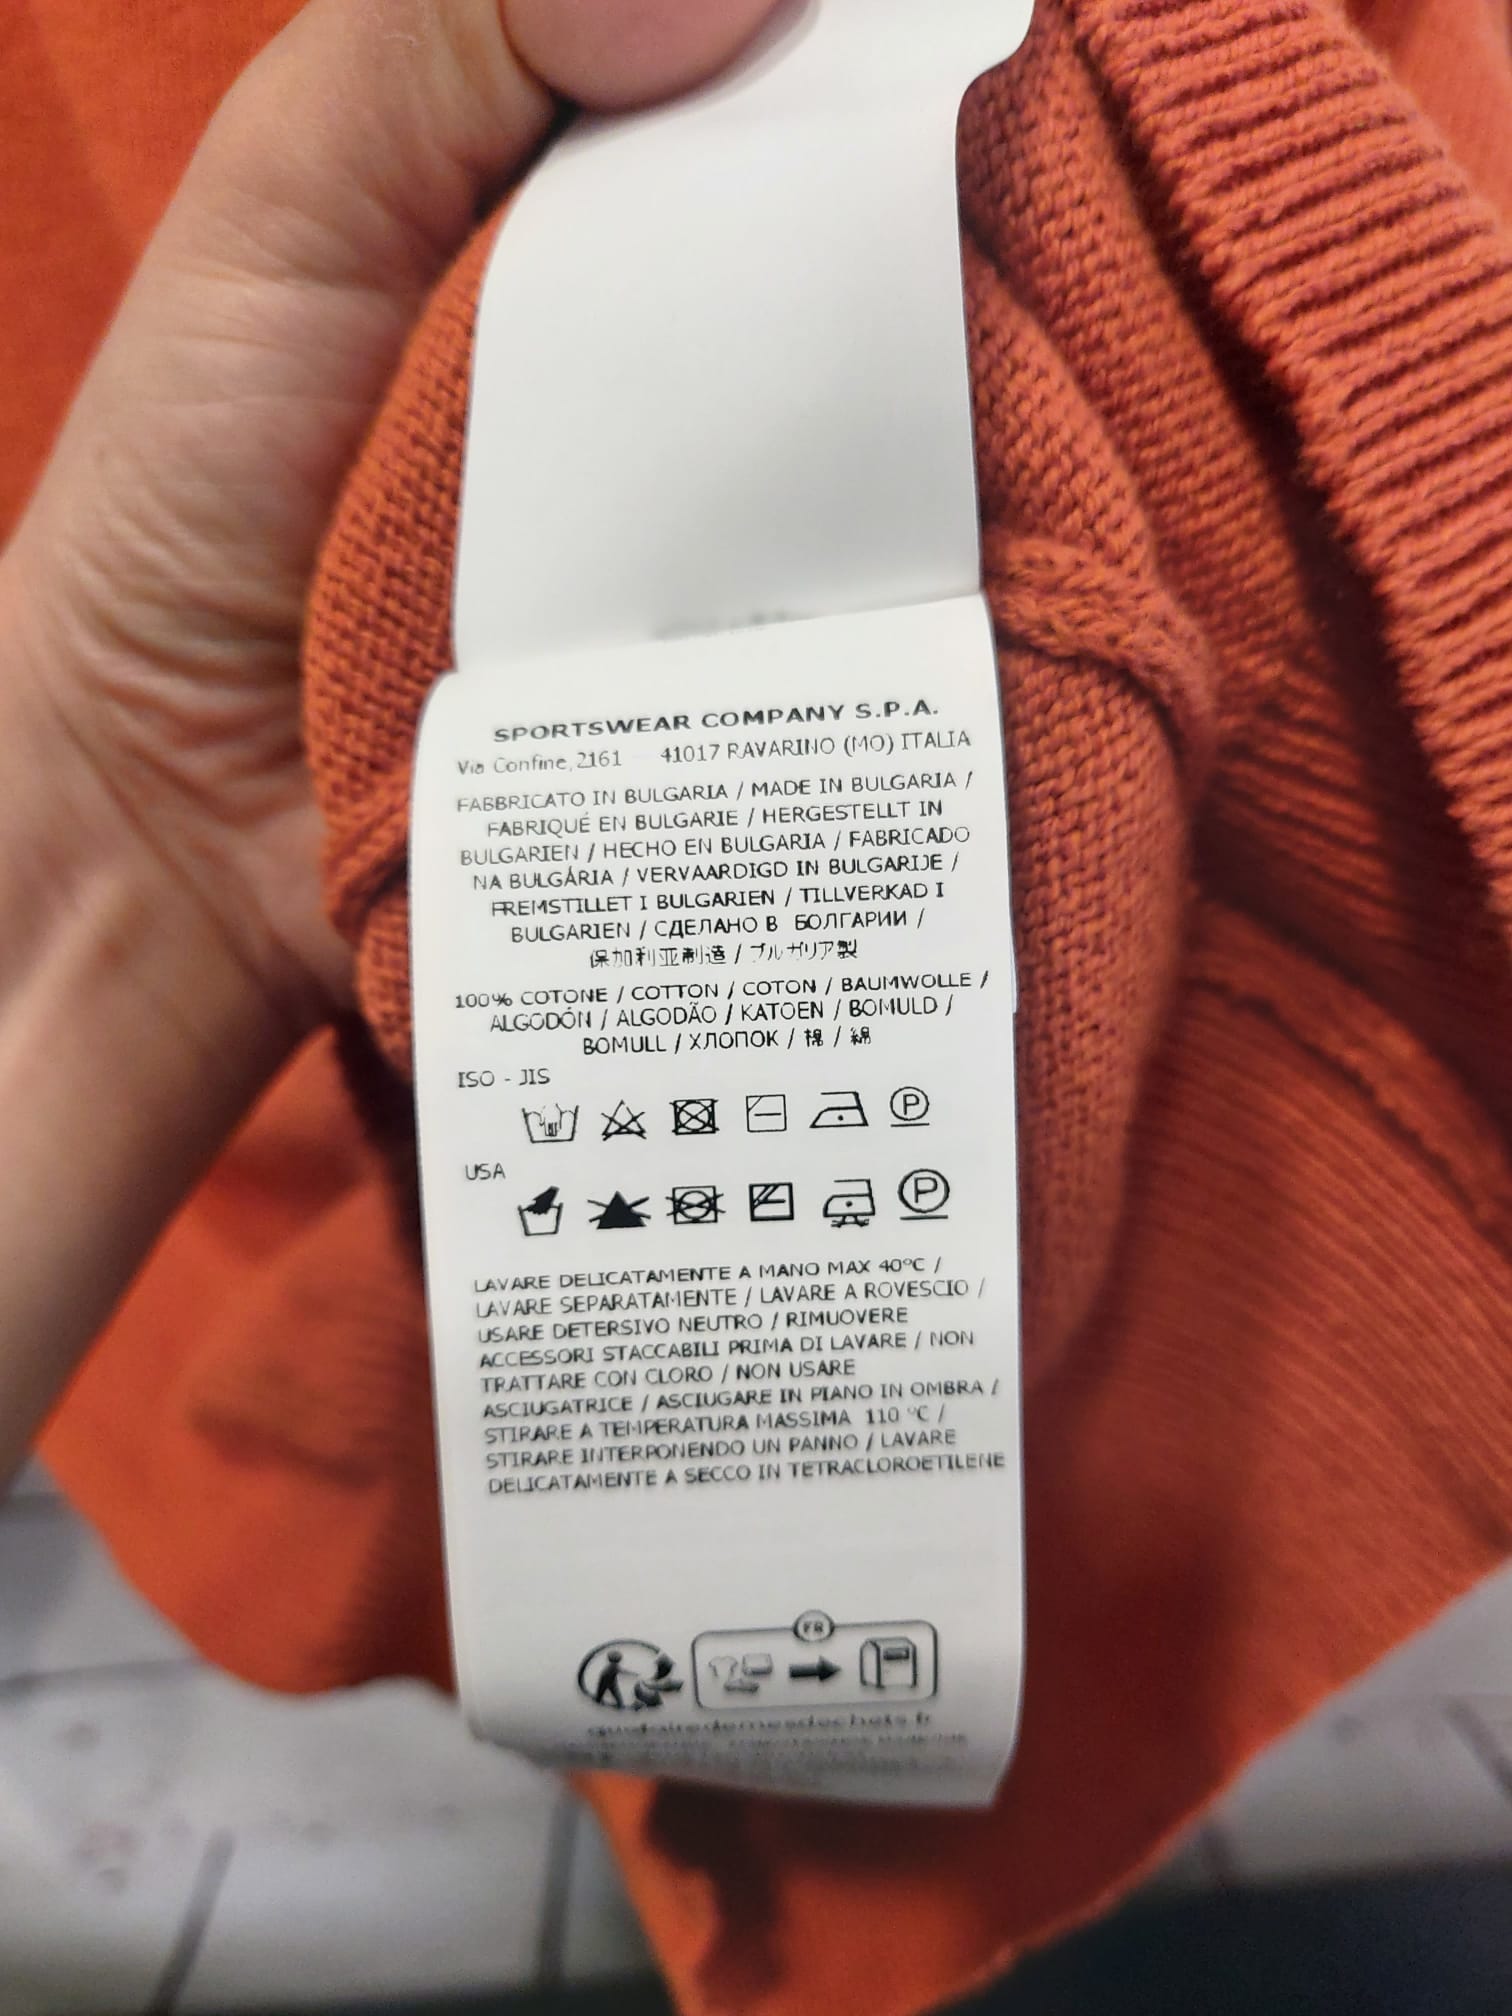 SPORTSWEAR COMPANY S.P.A.
Via Confine, 2161 41017 RAVARINO (MO) ITALIA
FABBRICATO IN BULGARIA / MADE IN BULGARIA /
FABRIQUÉ EN BULGARIE / HERGESTELLT IN
BULGARIEN / HECHO EN BULGARIA / FABRICADO
NA BULGÁRIA / VERVAARDIGD IN BULGARIJE /
FREMSTILLET I BULGARIEN / TILLVERKAD I
BULGARIEN / СДЕЛАНО В БОЛГАРИИ /
保加利亚制造 / ブルガリア製
100% COTONE / COTTON / COTON / BAUMWOLLE /
ALGODÓN / ALGODÃO / KATOEN / BOMULD /
BOMULL / ХЛОПОК / 棉 / 綿
ISO - JIS
P
USA
P
LAVARE DELICATAMENTE A MANO MAX 40°C /
LAVARE SEPARATAMENTE / LAVARE A ROVESCIO /
USARE DETERSIVO NEUTRO / RIMUOVERE
ACCESSORI STACCABILI PRIMA DI LAVARE / NON
TRATTARE CON CLORO / NON USARE
ASCIUGATRICE / ASCIUGARE IN PIANO IN OMBRA /
STIRARE A TEMPERATURA MASSIMA 110 °C /
STIRARE INTERPONENDO UN PANNO / LAVARE
DELICATAMENTE A SECCO IN TETRACLOROETILENE
FR
quefairedemesdechets.fr